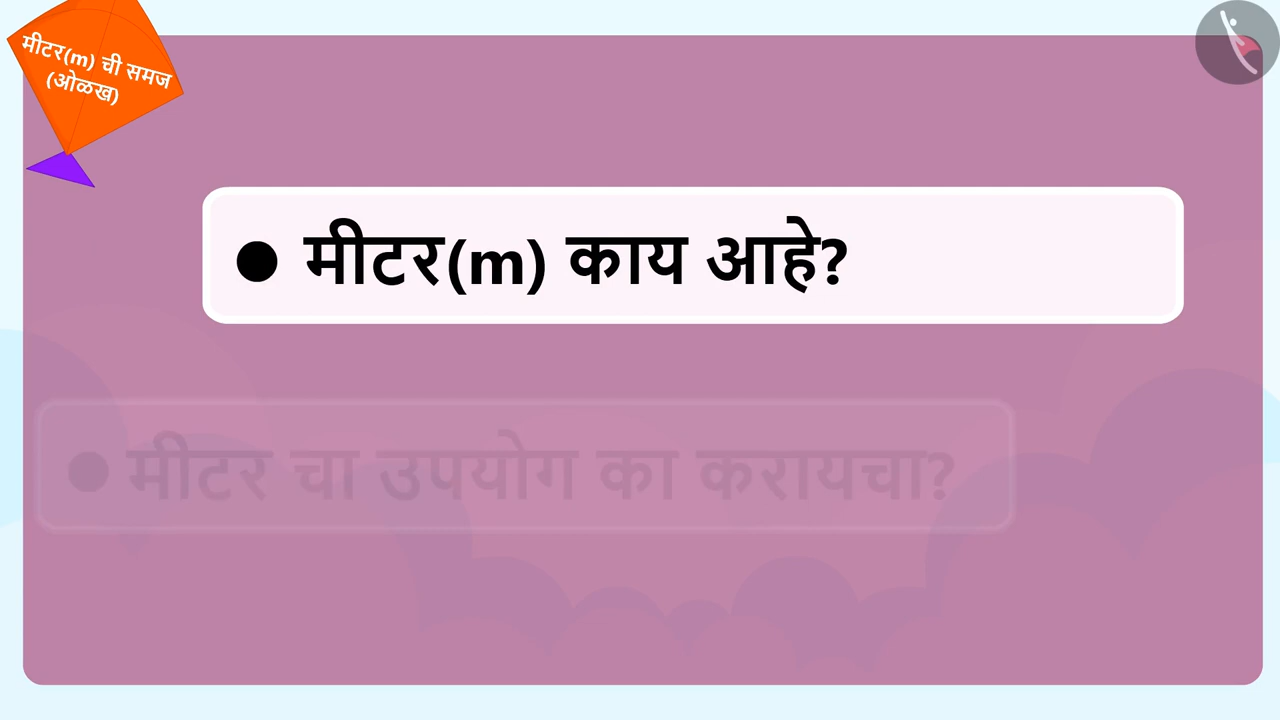 मीटर(m) ची समज
(ओळख)
● मीटर(m) काय आहे?
● मीटर चा उपयोग का करायचा?